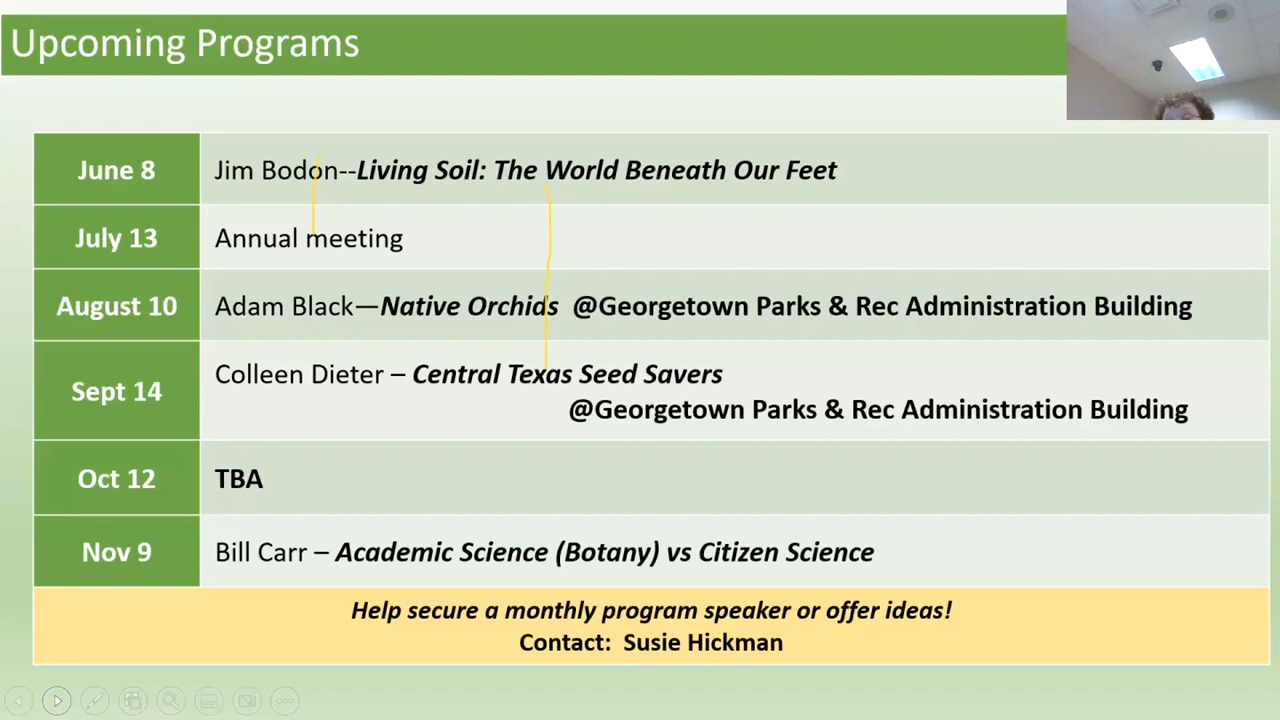 Upcoming Programs
June 8
Jim Bodon--Living Soil: The World Beneath Our Feet
July 13
Annual meeting
August 10
Adam Black—Native Orchids @Georgetown Parks & Rec Administration Building
Sept 14
Colleen Dieter – Central Texas Seed Savers
@Georgetown Parks & Rec Administration Building
Oct 12
TBA
Nov 9
Bill Carr – Academic Science (Botany) vs Citizen Science
Help secure a monthly program speaker or offer ideas!
Contact: Susie Hickman